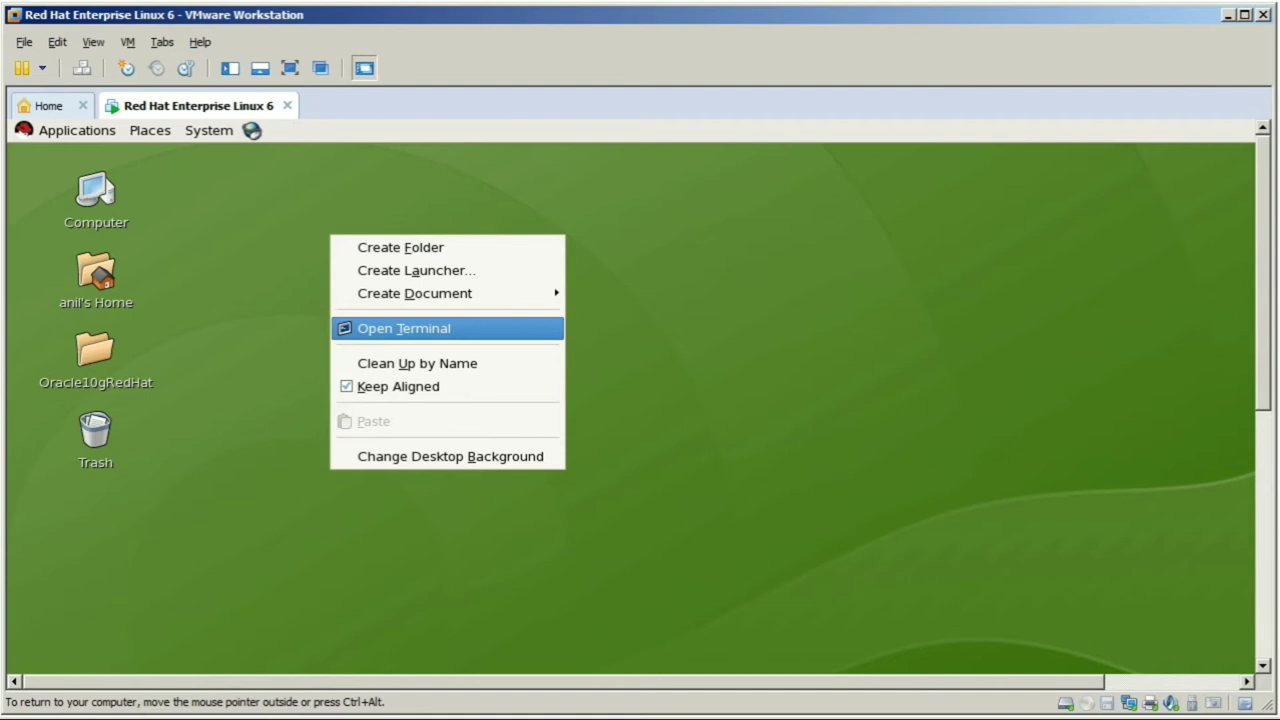 Red Hat Enterprise Linux 6 - VMware Workstation
File Edit View VM Tabs Help
Home Red Hat Enterprise Linux 6
Applications Places System
Computer
anil's Home
Oracle10gRedHat
Trash
Create Folder
Create Launcher...
Create Document
Open Terminal
Clean Up by Name
Keep Aligned
Paste
Change Desktop Background
To return to your computer, move the mouse pointer outside or press Ctrl+Alt.